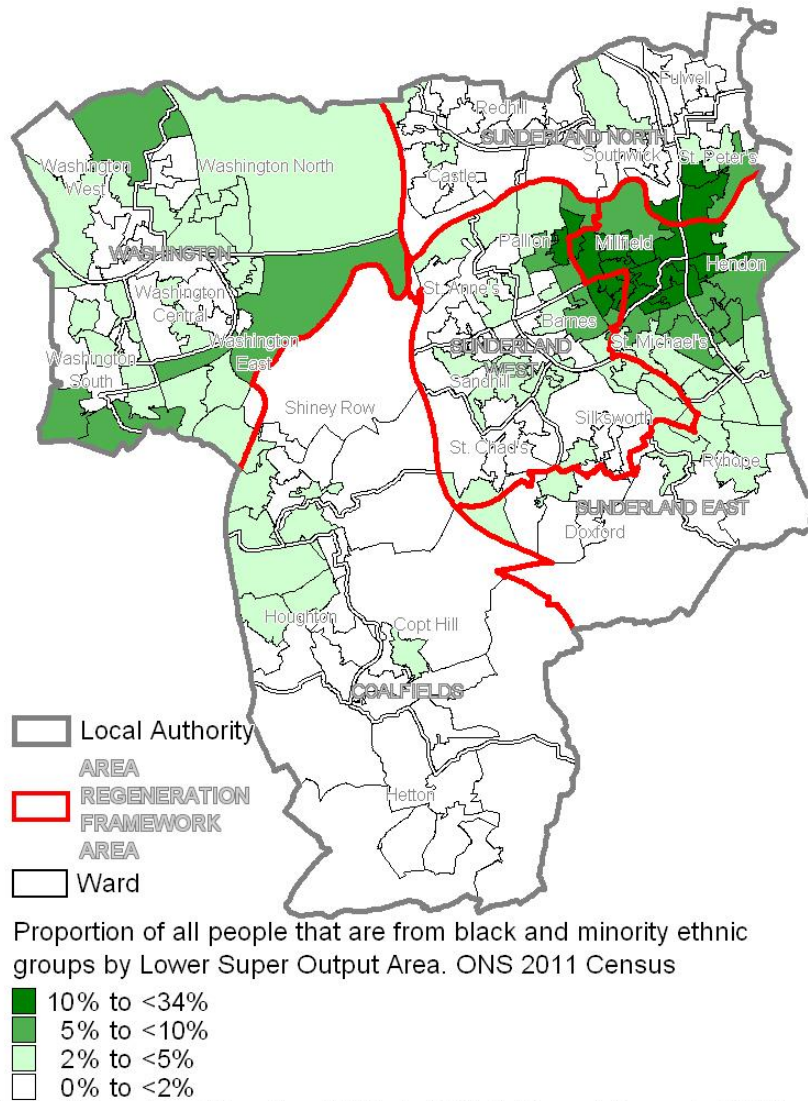 Fulwell
Redhill
SUNDERLAND NORTH
Southwick
St. Peter's
Washington
West
Washington North
Castle
Pallion
Millfield
WASHINGTON
Hendon
St. Anne's
Washington
Central
Barnes
Washington
East
St. Michael's
SUNDERLAND
WEST
Washington
South
Sandhill
Shiney Row
Silksworth
St. Chad's
Ryhope
SUNDERLAND EAST
Doxford
Houghton
Copt Hill
COALFIELDS
Hetton
Local Authority
AREA
REGENERATION
FRAMEWORK
AREA
Ward
Proportion of all people that are from black and minority ethnic
groups by Lower Super Output Area. ONS 2011 Census
10% to <34%
5% to <10%
2% to <5%
0% to <2%